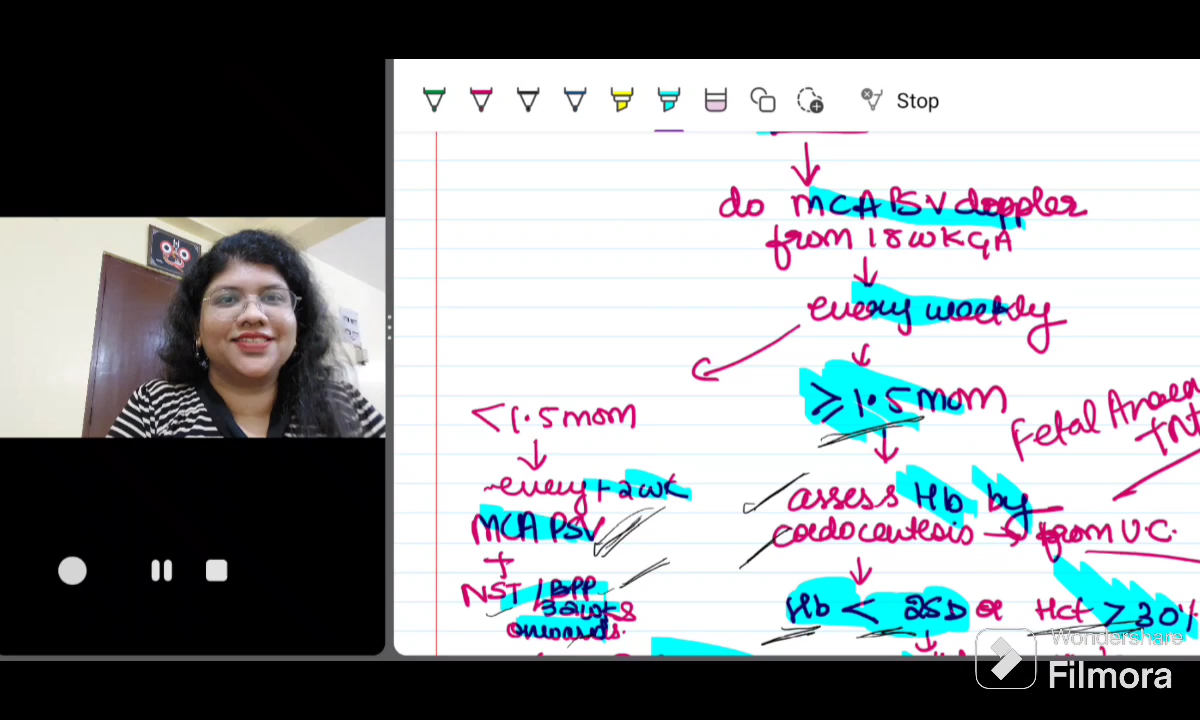 Stop
do MCA PSV doppler
from 18 wk GA
every weekly
≥ 1.5 mom
< 1.5 mom
Fetal
every 1-2 wk
MCA PSV
+
NST / BPP
32 wks
onwards.
assess Hb by
cordocentesis → from U.C.
Hb < 2SD or Hct > 30%
Wondershare
Filmora